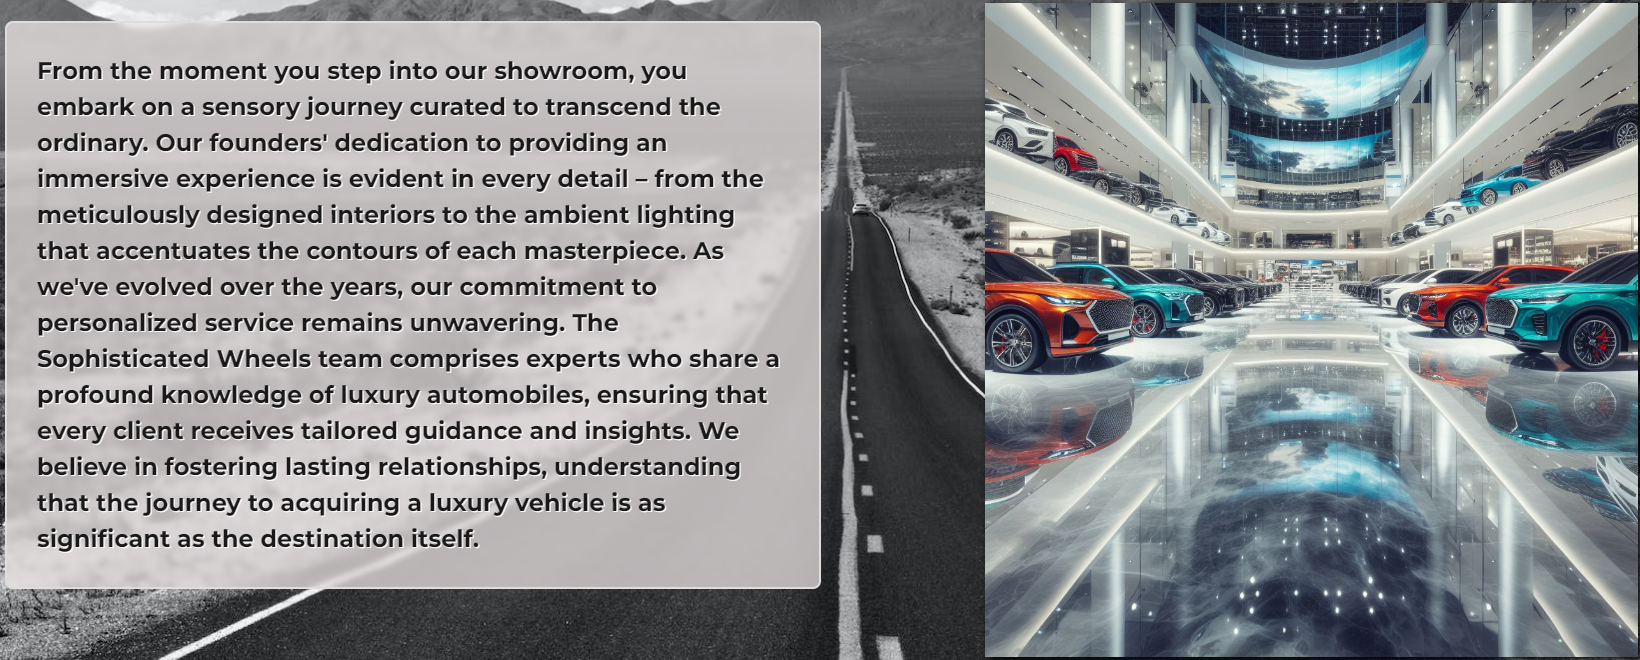 From the moment you step into our showroom, you
embark on a sensory journey curated to transcend the
ordinary. Our founders' dedication to providing an
immersive experience is evident in every detail – from the
meticulously designed interiors to the ambient lighting
that accentuates the contours of each masterpiece. As
we've evolved over the years, our commitment to
personalized service remains unwavering. The
Sophisticated Wheels team comprises experts who share a
profound knowledge of luxury automobiles, ensuring that
every client receives tailored guidance and insights. We
believe in fostering lasting relationships, understanding
that the journey to acquiring a luxury vehicle is as
significant as the destination itself.